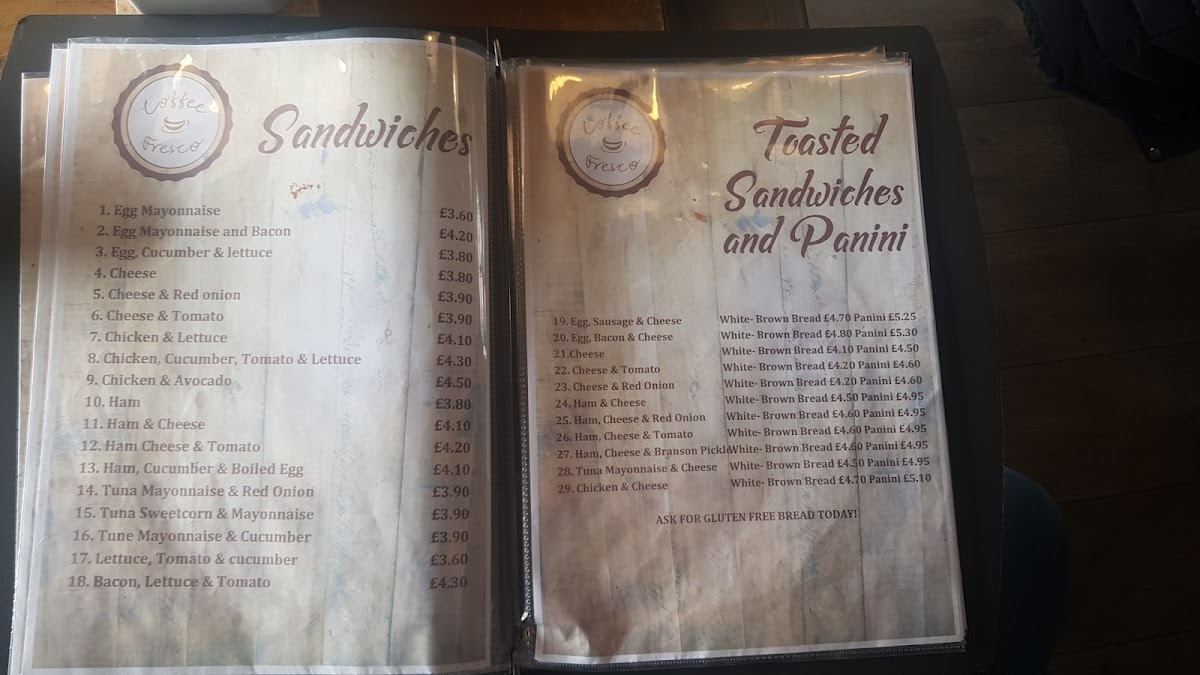 Coffee
Fresco
Sandwiches
1. Egg Mayonnaise £3.60
2. Egg Mayonnaise and Bacon £4.20
3. Egg, Cucumber & lettuce £3.80
4. Cheese £3.80
5. Cheese & Red onion £3.90
6. Cheese & Tomato £3.90
7. Chicken & Lettuce £4.10
8. Chicken, Cucumber, Tomato & Lettuce £4.30
9. Chicken & Avocado £4.50
10. Ham £3.80
11. Ham & Cheese £4.10
12. Ham Cheese & Tomato £4.20
13. Ham, Cucumber & Boiled Egg £4.10
14. Tuna Mayonnaise & Red Onion £3.90
15. Tuna Sweetcorn & Mayonnaise £3.90
16. Tune Mayonnaise & Cucumber £3.90
17. Lettuce, Tomato & cucumber £3.60
18. Bacon, Lettuce & Tomato £4.30
Coffee
Fresco
Toasted
Sandwiches
and Panini
19. Egg, Sausage & Cheese White- Brown Bread £4.70 Panini £5.25
20. Egg, Bacon & Cheese White- Brown Bread £4.80 Panini £5.30
21.Cheese White- Brown Bread £4.10 Panini £4.50
22. Cheese & Tomato White- Brown Bread £4.20 Panini £4.60
23. Cheese & Red Onion White- Brown Bread £4.20 Panini £4.60
24, Ham & Cheese White- Brown Bread £4.50 Panini £4.95
25. Ham, Cheese & Red Onion White- Brown Bread £4.60 Panini £4.95
26. Ham, Cheese & Tomato White- Brown Bread £4.60 Panini £4.95
27. Ham, Cheese & Branson Pickle White- Brown Bread £4.60 Panini £4.95
28. Tuna Mayonnaise & Cheese White- Brown Bread £4.50 Panini £4.95
29. Chicken & Cheese White- Brown Bread £4.70 Panini £5.10
ASK FOR GLUTEN FREE BREAD TODAY!